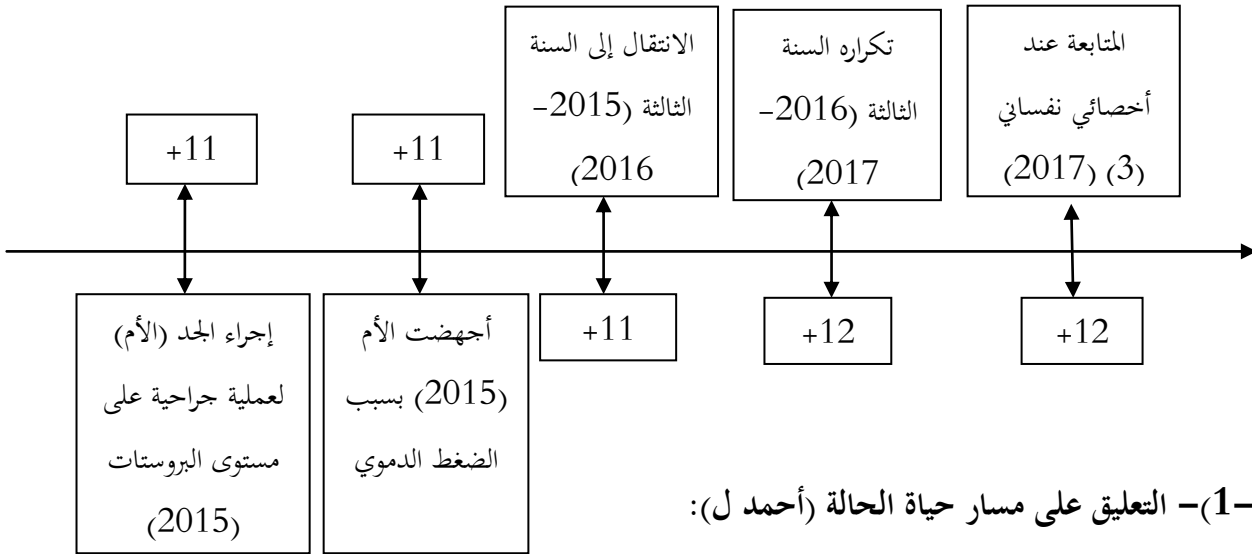 +11
+11
الانتقال إلى السنة
الثالثة (2015-
2016)
تكراره السنة
الثالثة (2016-
2017)
المتابعة عند
أخصائي نفساني
(3) (2017)
إجراء الجد (الأم)
لعملية جراحية على
مستوى البروستات
(2015)
أجهضت الأم
(2015) بسبب
الضغط الدموي
+11
+12
+12
-1)- التعليق على مسار حياة الحالة (أحمد ل):